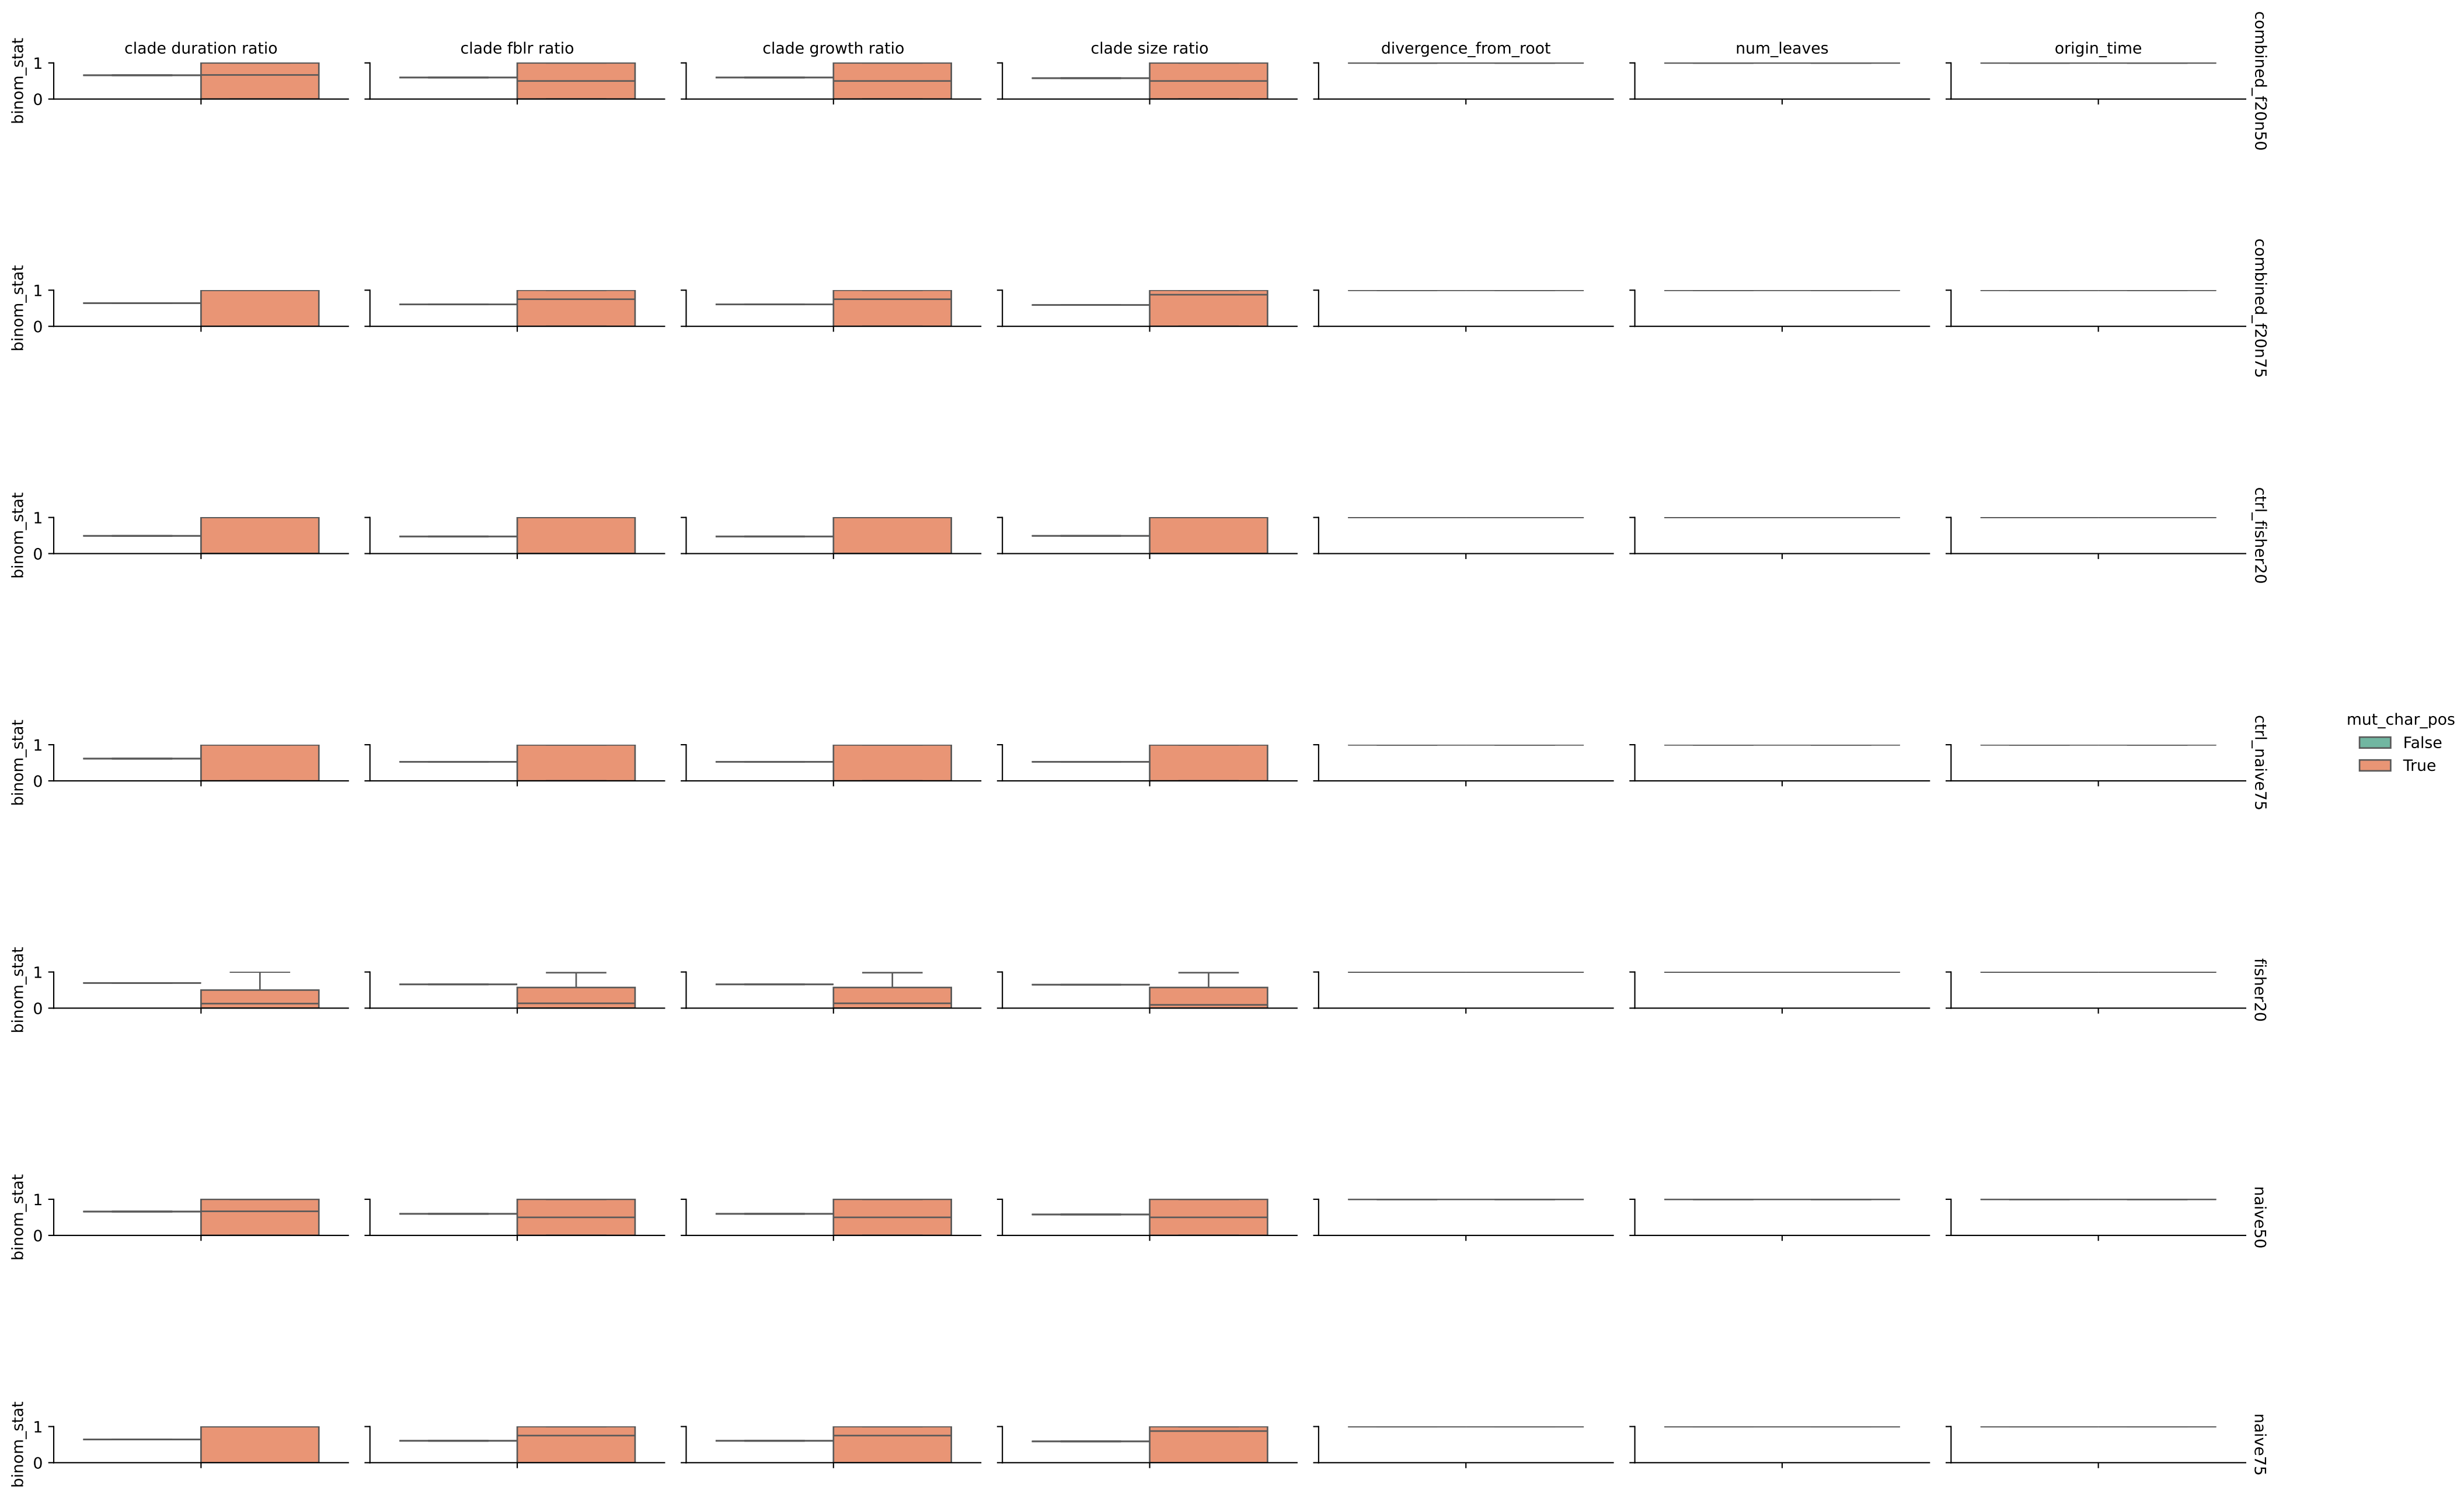 clade duration ratio
clade fblr ratio
clade growth ratio
clade size ratio
divergence_from_root
num_leaves
origin_time
binom_stat
1
0
combined_f20n50
binom_stat
1
0
combined_f20n75
binom_stat
1
0
ctrl_fisher20
binom_stat
1
0
ctrl_naive75
mut_char_pos
False
True
binom_stat
1
0
fisher20
binom_stat
1
0
naive50
binom_stat
1
0
naive75